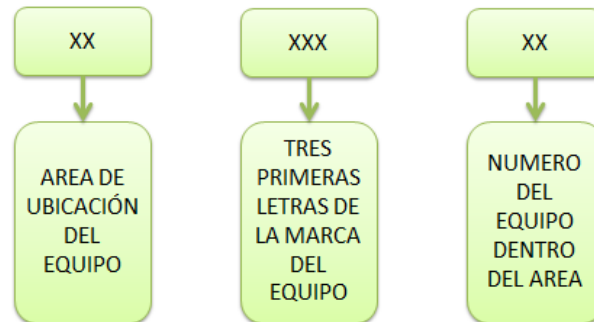 XX
XXX
XX
AREA DE
UBICACIÓN
DEL
EQUIPO
TRES
PRIMERAS
LETRAS DE
LA MARCA
DEL
EQUIPO
NUMERO
DEL
EQUIPO
DENTRO
DEL AREA